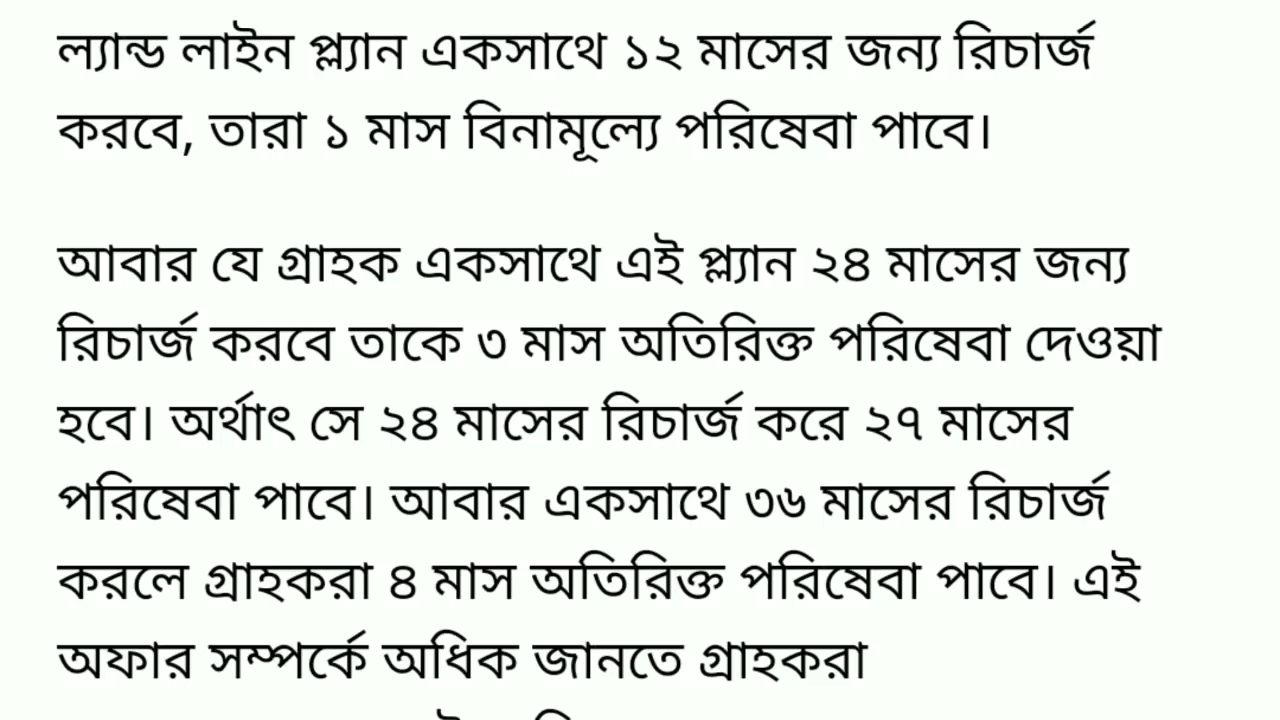 ল্যান্ড লাইন প্ল্যান একসাথে ১২ মাসের জন্য রিচার্জ
করবে, তারা ১ মাস বিনামূল্যে পরিষেবা পাবে।
আবার যে গ্রাহক একসাথে এই প্ল্যান ২৪ মাসের জন্য
রিচার্জ করবে তাকে ৩ মাস অতিরিক্ত পরিষেবা দেওয়া
হবে। অর্থাৎ সে ২৪ মাসের রিচার্জ করে ২৭ মাসের
পরিষেবা পাবে। আবার একসাথে ৩৬ মাসের রিচার্জ
করলে গ্রাহকরা ৪ মাস অতিরিক্ত পরিষেবা পাবে। এই
অফার সম্পর্কে অধিক জানতে গ্রাহকরা